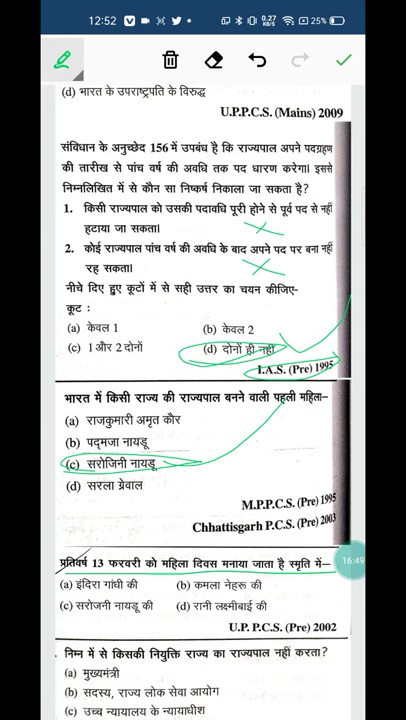 12:52
0.27
KB/S
25%
(d) भारत के उपराष्ट्रपति के विरुद्ध
U.P.P.C.S. (Mains) 2009
संविधान के अनुच्छेद 156 में उपबंध है कि राज्यपाल अपने पदग्रहण
की तारीख से पांच वर्ष की अवधि तक पद धारण करेगा। इससे
निम्नलिखित में से कौन सा निष्कर्ष निकाला जा सकता है?
1. किसी राज्यपाल को उसकी पदावधि पूरी होने से पूर्व पद से नहीं
हटाया जा सकता।
2. कोई राज्यपाल पांच वर्ष की अवधि के बाद अपने पद पर बना नहीं
रह सकता।
नीचे दिए हुए कूटों में से सही उत्तर का चयन कीजिए-
कूट :
(a) केवल 1 (b) केवल 2
(c) 1 और 2 दोनों (d) दोनों ही नहीं
I.A.S. (Pre) 1995
भारत में किसी राज्य की राज्यपाल बनने वाली पहली महिला–
(a) राजकुमारी अमृत कौर
(b) पद्मजा नायडू
(c) सरोजिनी नायडू
(d) सरला ग्रेवाल
M.P.P.C.S. (Pre) 1995
Chhattisgarh P.C.S. (Pre) 2003
प्रतिवर्ष 13 फरवरी को महिला दिवस मनाया जाता है स्मृति में–
16:49
(a) इंदिरा गांधी की (b) कमला नेहरू की
(c) सरोजनी नायडू की (d) रानी लक्ष्मीबाई की
U.P. P.C.S. (Pre) 2002
निम्न में से किसकी नियुक्ति राज्य का राज्यपाल नहीं करता?
(a) मुख्यमंत्री
(b) सदस्य, राज्य लोक सेवा आयोग
(c) उच्च न्यायालय के न्यायाधीश